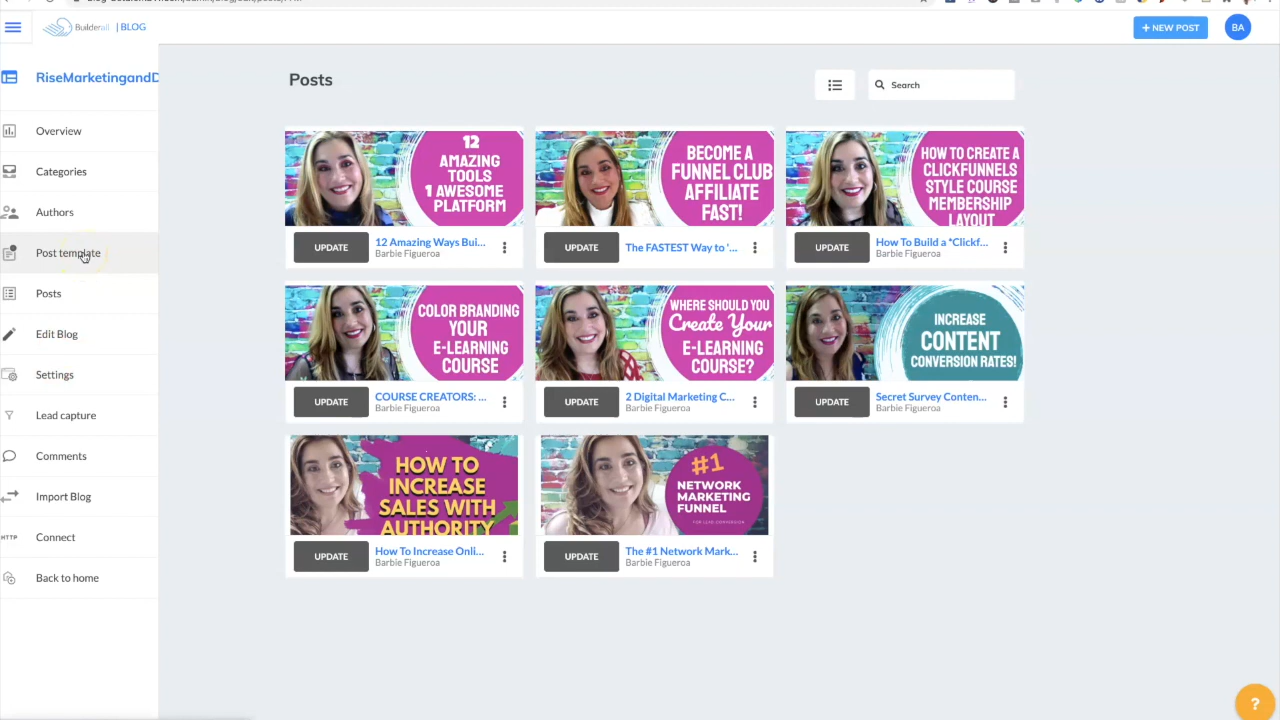 Builderall | BLOG
+ NEW POST
BA
RiseMarketingandD
Overview
Categories
Authors
Post template
Posts
Edit Blog
Settings
Lead capture
Comments
Import Blog
HTTP Connect
Back to home
Posts
Search
12
AMAZING
TOOLS
1 AWESOME
PLATFORM
UPDATE
12 Amazing Ways Bui...
Barbie Figueroa
BECOME A
FUNNEL CLUB
AFFILIATE
FAST!
UPDATE
The FASTEST Way to '...
HOW TO CREATE A
CLICKFUNNELS
STYLE COURSE
MEMBERSHIP
LAYOUT
UPDATE
How To Build a "Clickf...
Barbie Figueroa
COLOR BRANDING
YOUR
E-LEARNING
COURSE
UPDATE
COURSE CREATORS: ...
Barbie Figueroa
WHERE SHOULD YOU
Create Your
E-LEARNING
COURSE?
UPDATE
2 Digital Marketing C...
Barbie Figueroa
INCREASE
CONTENT
CONVERSION RATES!
UPDATE
Secret Survey Conten...
Barbie Figueroa
HOW TO
INCREASE
SALES WITH
AUTHORITY
UPDATE
How To Increase Onli...
Barbie Figueroa
#1
NETWORK
MARKETING
FUNNEL
FOR LEAD CONVERSION
UPDATE
The #1 Network Mark...
Barbie Figueroa
?